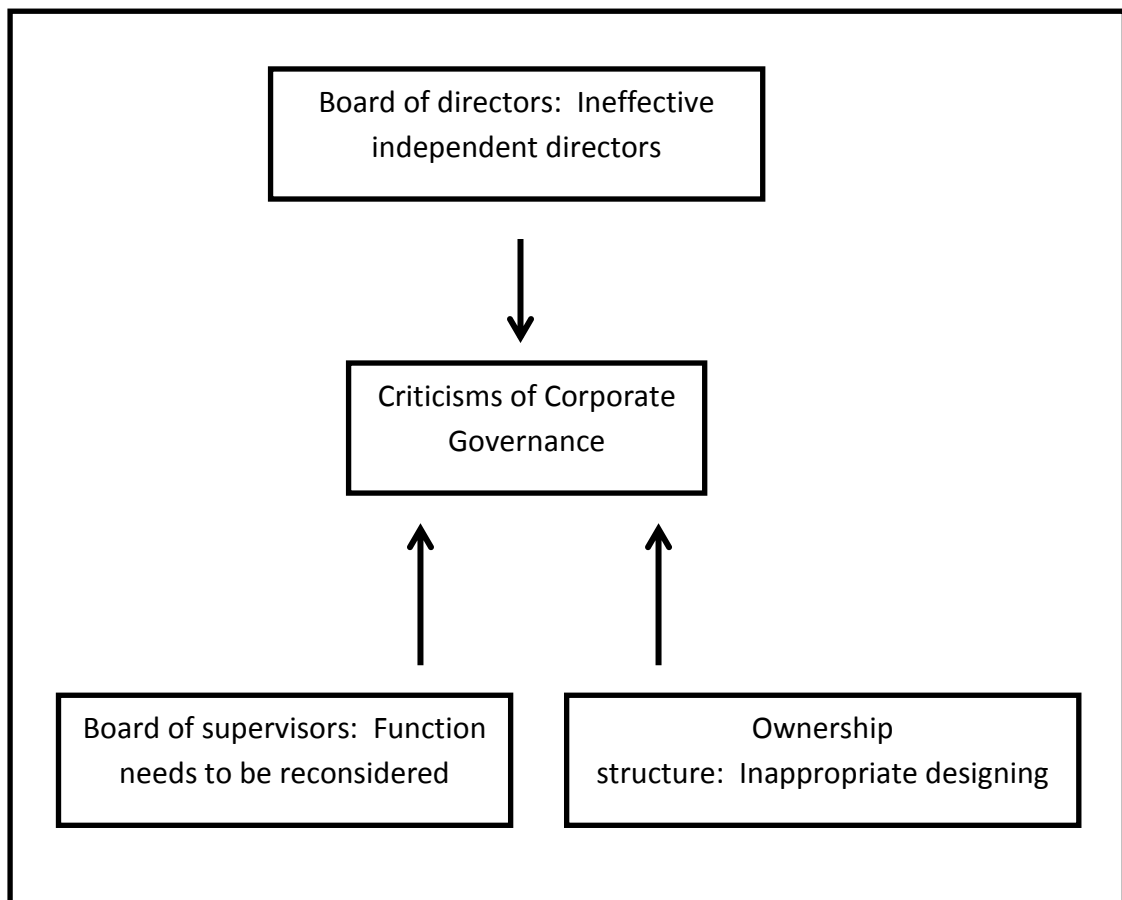 Board of directors:  Ineffective
independent directors
Criticisms of Corporate
Governance
Board of supervisors:  Function
needs to be reconsidered
Ownership
structure:  Inappropriate designing